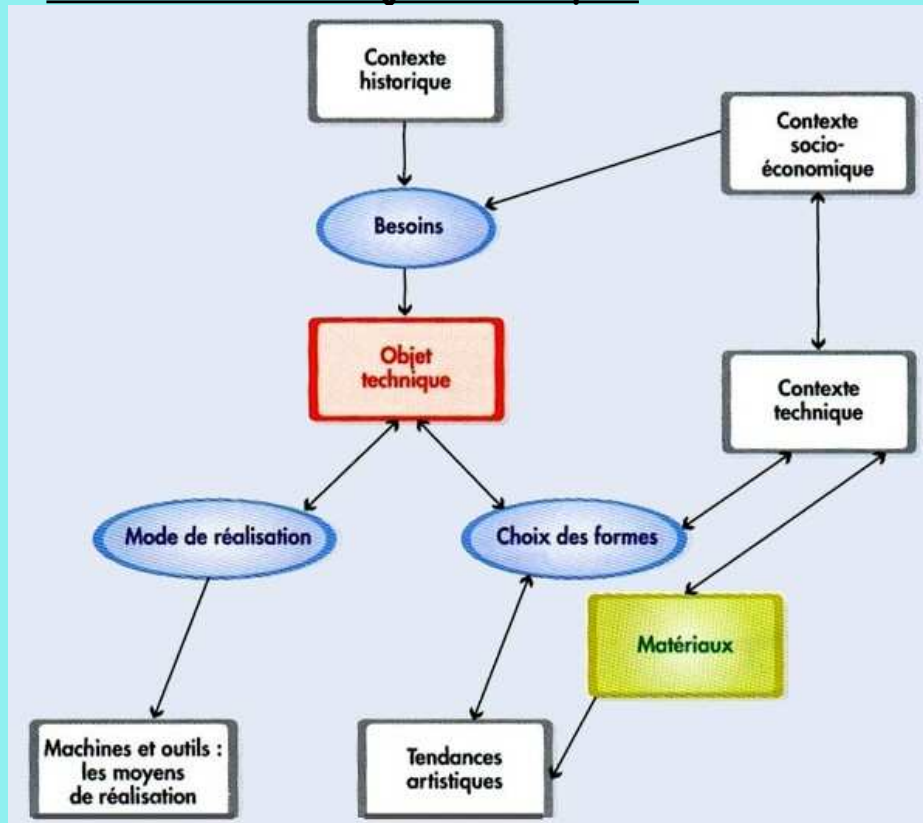 Contexte
historique
Contexte
socio-
économique
Besoins
Objet
technique
Contexte
technique
Mode de réalisation
Choix des formes
Matériaux
Machines et outils :
les moyens
de réalisation
Tendances
artistiques